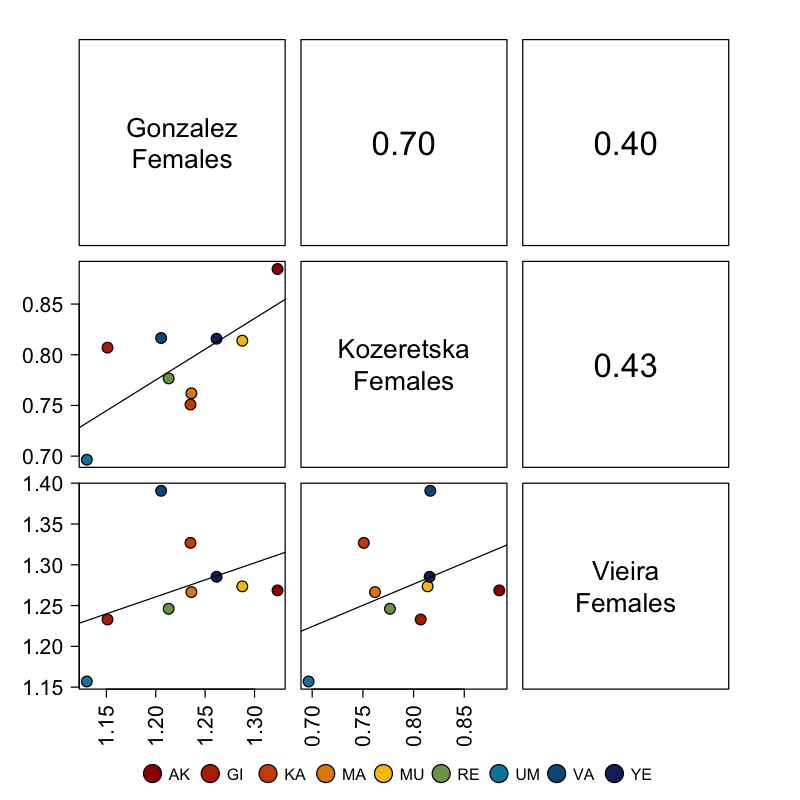 Gonzalez
Females
0.70
0.40
0.85
0.80
0.75
0.70
Kozeretska
Females
0.43
1.40
1.35
1.30
1.25
1.20
1.15
Vieira
Females
1.15 1.20 1.25 1.30 0.70 0.75 0.80 0.85
AK GI KA MA MU RE UM VA YE